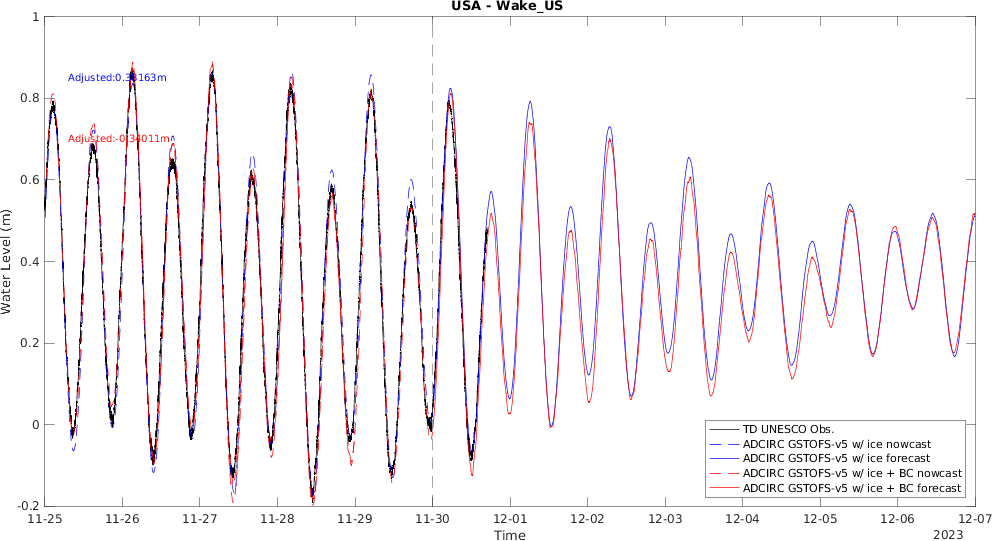 USA - Wake_US
1
0.8
0.6
0.4
0.2
0
-0.2
Water Level (m)
Adjusted:0.33163m
Adjusted:-0.34011m
TD UNESCO Obs.
ADCIRC GSTOFS-v5 w/ ice nowcast
ADCIRC GSTOFS-v5 w/ ice forecast
ADCIRC GSTOFS-v5 w/ ice + BC nowcast
ADCIRC GSTOFS-v5 w/ ice + BC forecast
11-25 11-26 11-27 11-28 11-29 11-30 12-01 12-02 12-03 12-04 12-05 12-06 12-07
Time
2023